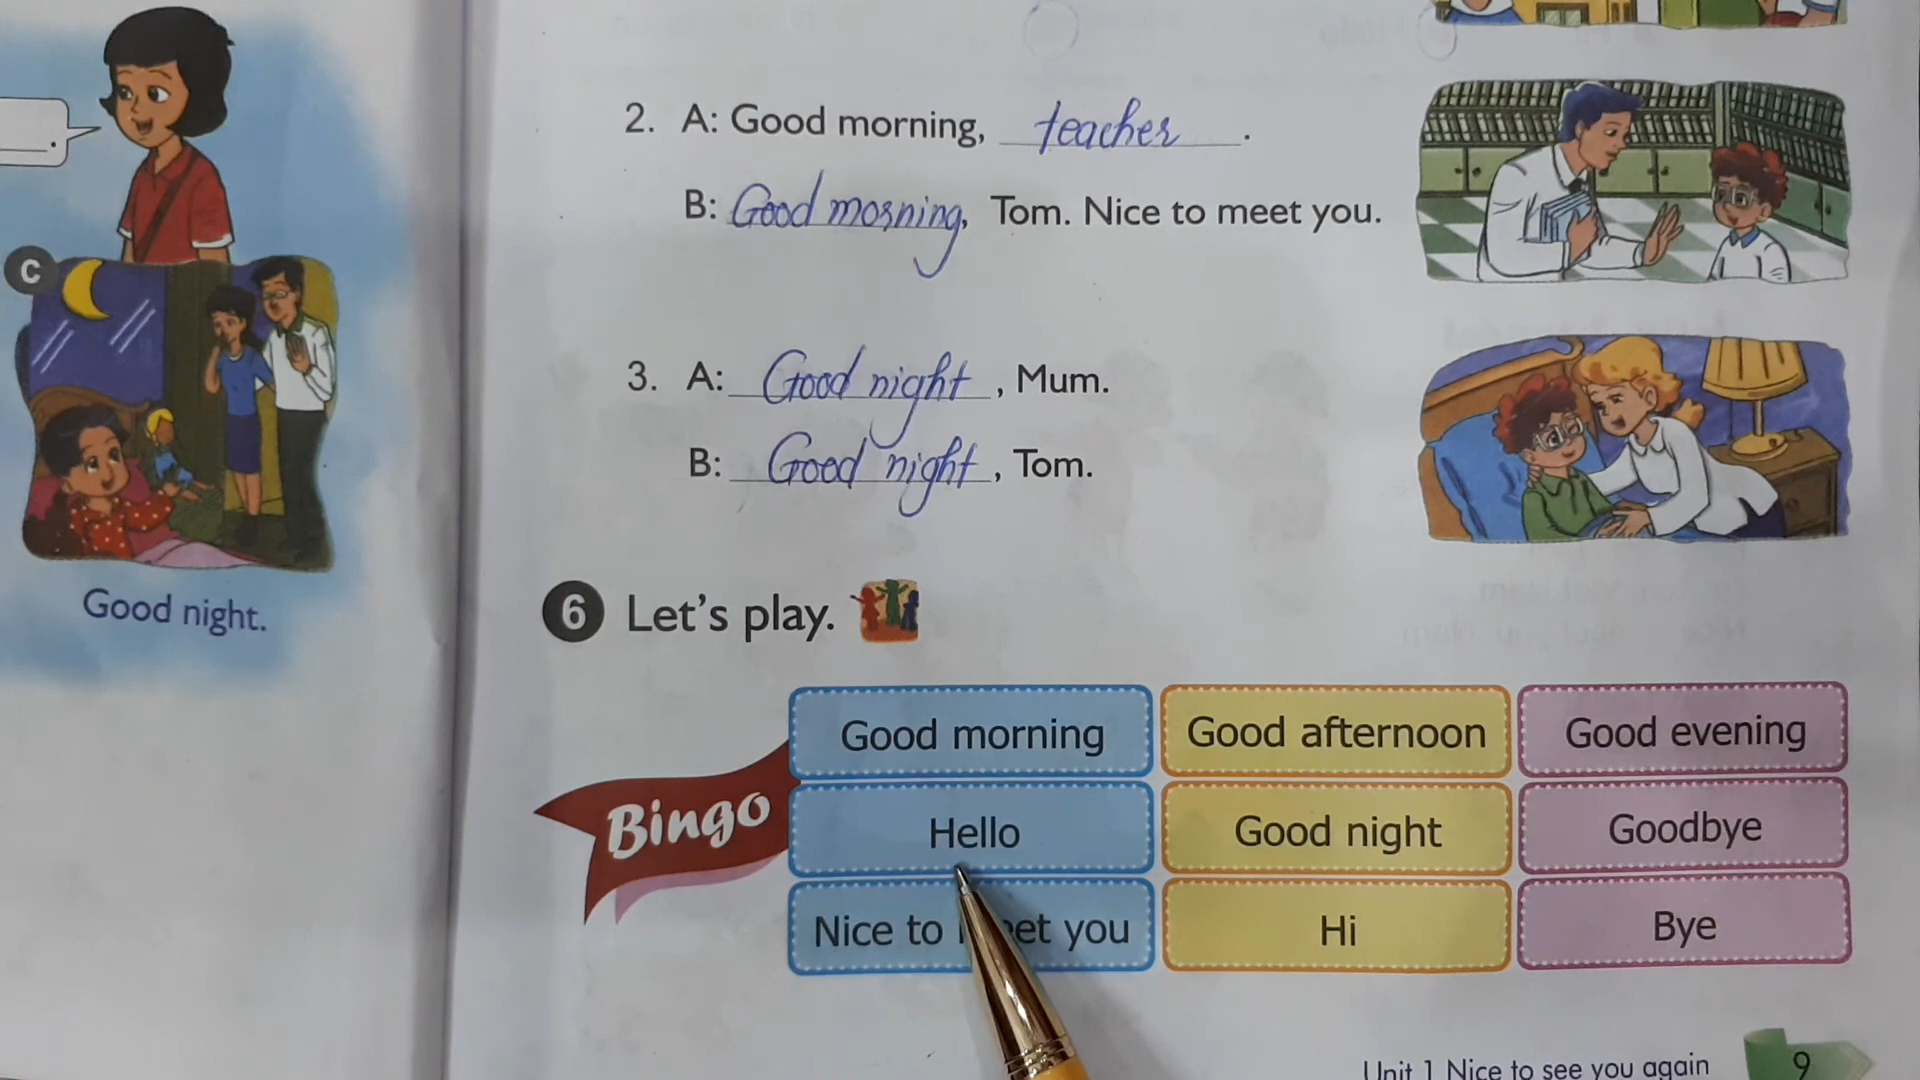 C
Good night.
2. A: Good morning, teacher.
B: Good morning, Tom. Nice to meet you.
3. A: Good night, Mum.
B: Good night, Tom.
6 Let's play.
Bingo
Good morning Good afternoon Good evening
Hello Good night Goodbye
Nice to you Hi Bye
Unit 1 Nice to see you again 9